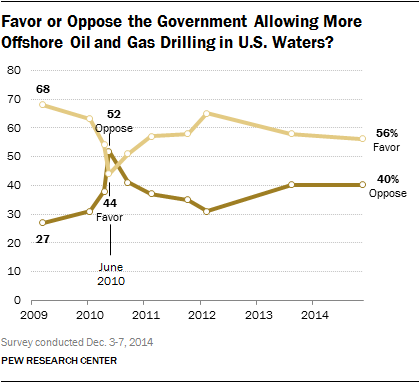 Favor or Oppose the Government Allowing More
Offshore Oil and Gas Drilling in U.S. Waters?
80
70
60
50
40
30
20
10
0
68
52
Oppose
56%
Favor
44
Favor
40%
Oppose
27
June
2010
2009 2010 2011 2012 2013 2014
Survey conducted Dec. 3-7, 2014
PEW RESEARCH CENTER